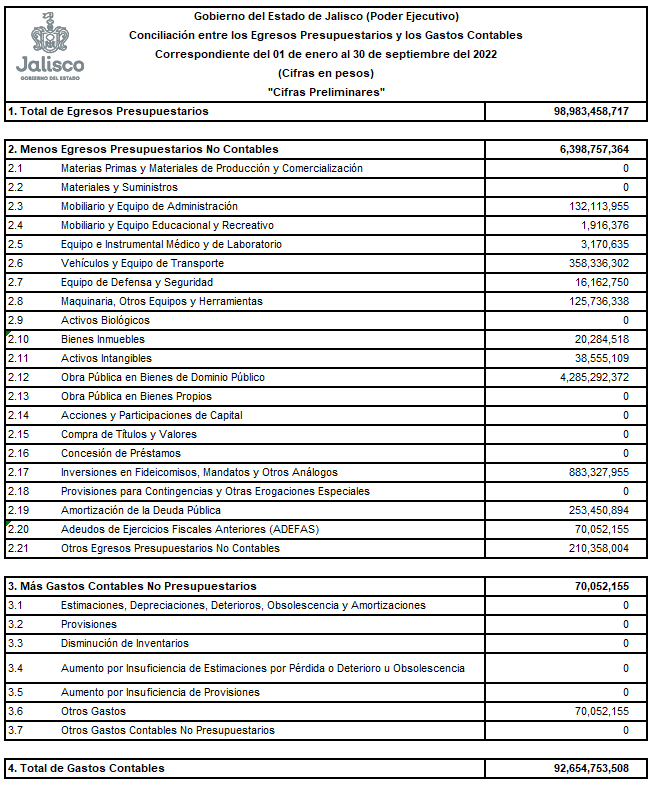 Jalisco
GOBIERNO DEL ESTADO
Gobierno del Estado de Jalisco (Poder Ejecutivo)
Conciliación entre los Egresos Presupuestarios y los Gastos Contables
Correspondiente del 01 de enero al 30 de septiembre del 2022
(Cifras en pesos)
"Cifras Preliminares"
1. Total de Egresos Presupuestarios 98,983,458,717
2. Menos Egresos Presupuestarios No Contables 6,398,757,364
2.1 Materias Primas y Materiales de Producción y Comercialización 0
2.2 Materiales y Suministros 0
2.3 Mobiliario y Equipo de Administración 132,113,955
2.4 Mobiliario y Equipo Educacional y Recreativo 1,916,376
2.5 Equipo e Instrumental Médico y de Laboratorio 3,170,635
2.6 Vehículos y Equipo de Transporte 358,336,302
2.7 Equipo de Defensa y Seguridad 16,162,750
2.8 Maquinaria, Otros Equipos y Herramientas 125,736,338
2.9 Activos Biológicos 0
2.10 Bienes Inmuebles 20,284,518
2.11 Activos Intangibles 38,555,109
2.12 Obra Pública en Bienes de Dominio Público 4,285,292,372
2.13 Obra Pública en Bienes Propios 0
2.14 Acciones y Participaciones de Capital 0
2.15 Compra de Títulos y Valores 0
2.16 Concesión de Préstamos 0
2.17 Inversiones en Fideicomisos, Mandatos y Otros Análogos 883,327,955
2.18 Provisiones para Contingencias y Otras Erogaciones Especiales 0
2.19 Amortización de la Deuda Pública 253,450,894
2.20 Adeudos de Ejercicios Fiscales Anteriores (ADEFAS) 70,052,155
2.21 Otros Egresos Presupuestarios No Contables 210,358,004
3. Más Gastos Contables No Presupuestarios 70,052,155
3.1 Estimaciones, Depreciaciones, Deterioros, Obsolescencia y Amortizaciones 0
3.2 Provisiones 0
3.3 Disminución de Inventarios 0
3.4 Aumento por Insuficiencia de Estimaciones por Pérdida o Deterioro u Obsolescencia 0
3.5 Aumento por Insuficiencia de Provisiones 0
3.6 Otros Gastos 70,052,155
3.7 Otros Gastos Contables No Presupuestarios 0
4. Total de Gastos Contables 92,654,753,508